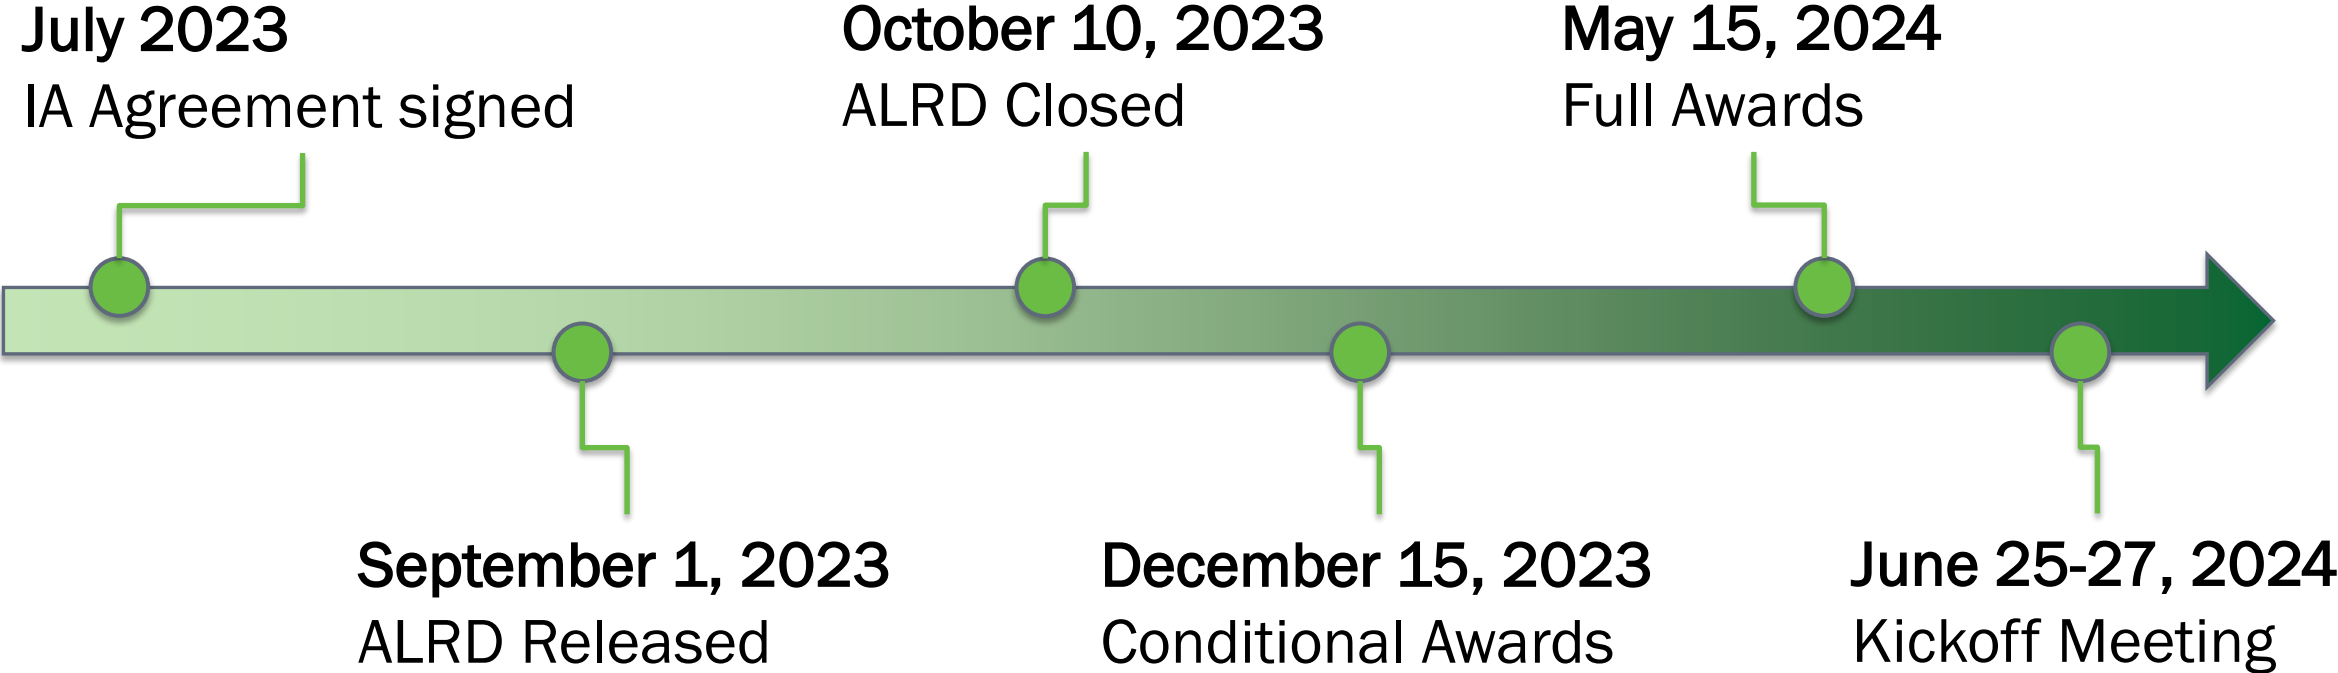 July 2023
IA Agreement signed
October 10, 2023
ALRD Closed
May 15, 2024
Full Awards
September 1, 2023
ALRD Released
December 15, 2023
Conditional Awards
June 25-27, 2024
Kickoff Meeting